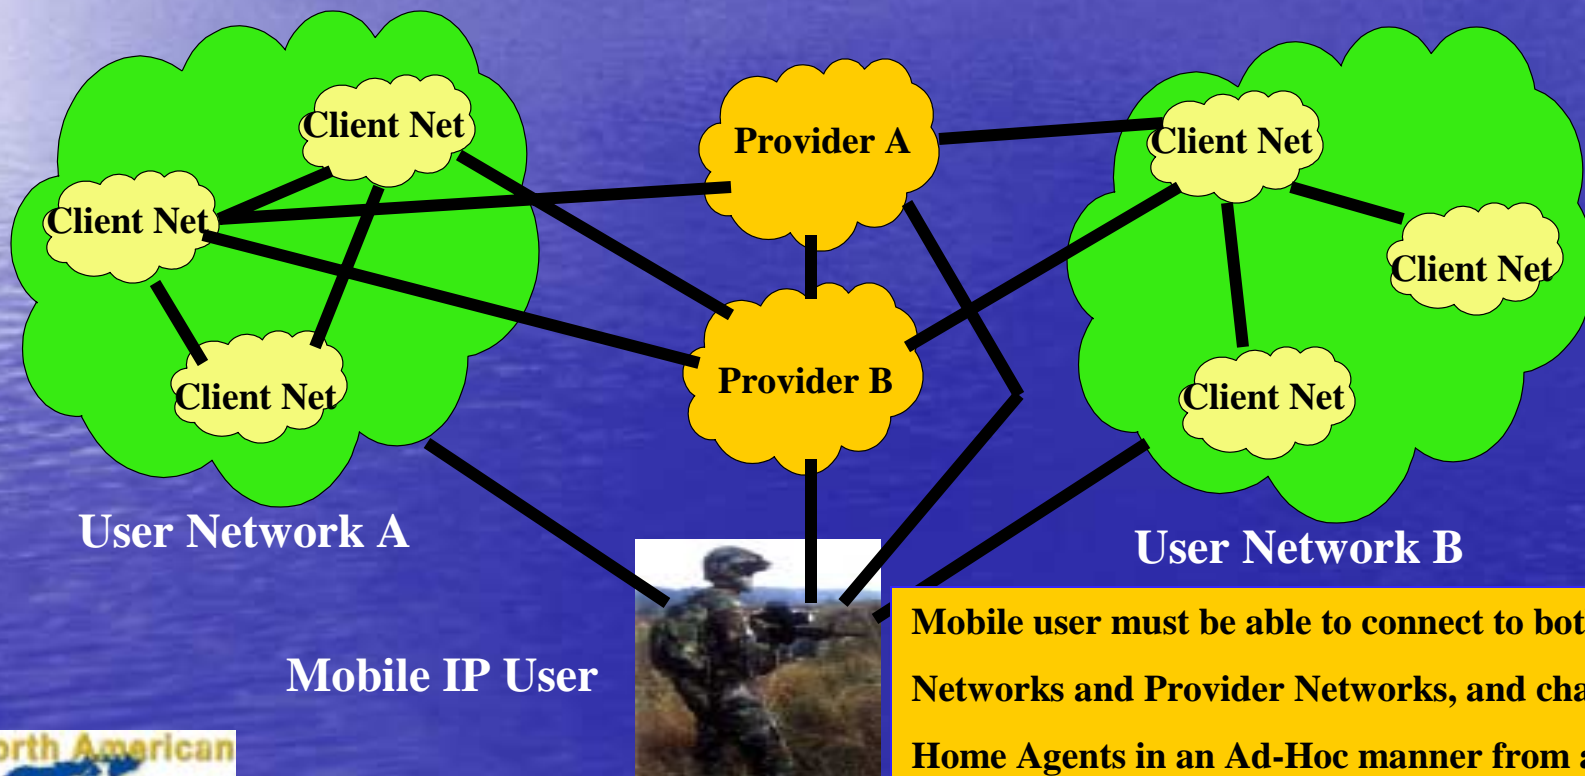 Client Net
Provider A
Client Net
Client Net
Client Net
Provider B
Client Net
Client Net
Client Net
User Network A
User Network B
Mobile IP User
Mobile user must be able to connect to
Networks and Provider Networks, and
Home Agents in an Ad-Hoc manner from
American